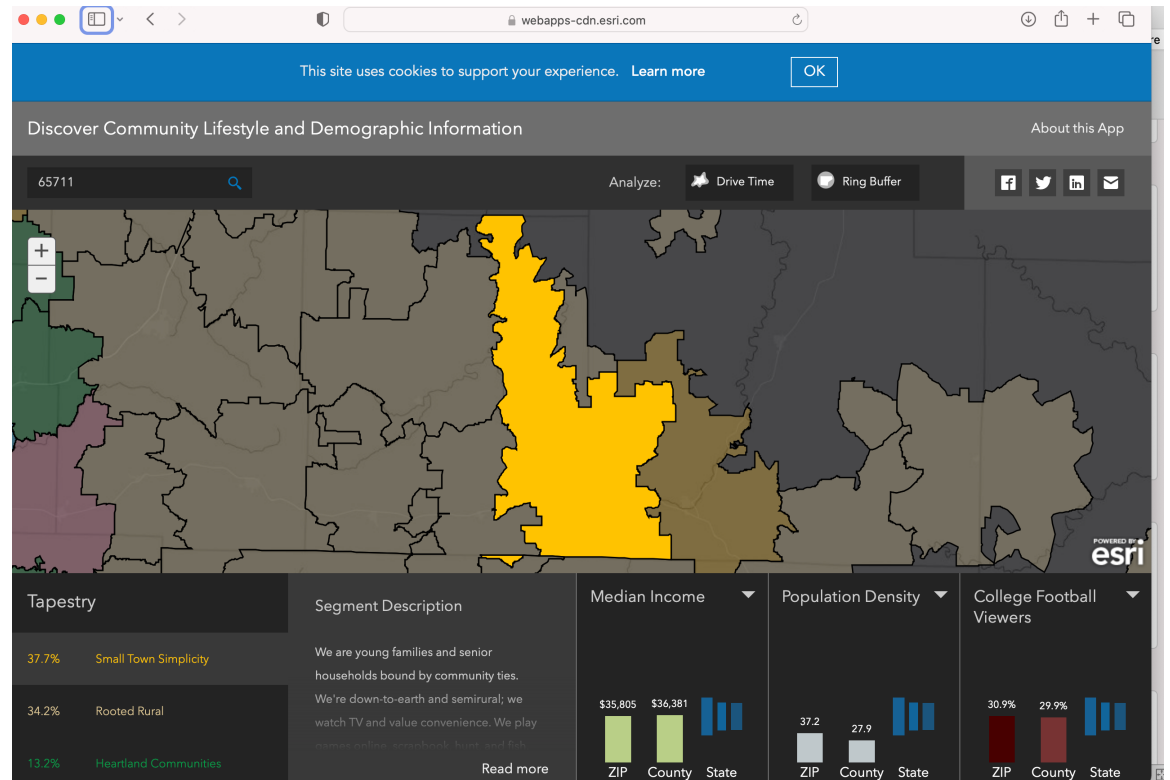 webapps-cdn.esri.com
re
This site uses cookies to support your experience. Learn more
OK
Discover Community Lifestyle and Demographic Information
About this App
65711
Analyze:
Drive Time
Ring Buffer
+
−
POWERED BY
esri
Tapestry
37.7% Small Town Simplicity
34.2% Rooted Rural
13.2% Heartland Communities
Segment Description
We are young families and senior
households bound by community ties.
We're down-to-earth and semirural; we
watch TV and value convenience. We play
games online, scrapbook, hunt, and fish
Read more
Median Income
$35,805 $36,381
ZIP County State
Population Density
37.2 27.9
ZIP County State
College Football
Viewers
30.9% 29.9%
ZIP County State